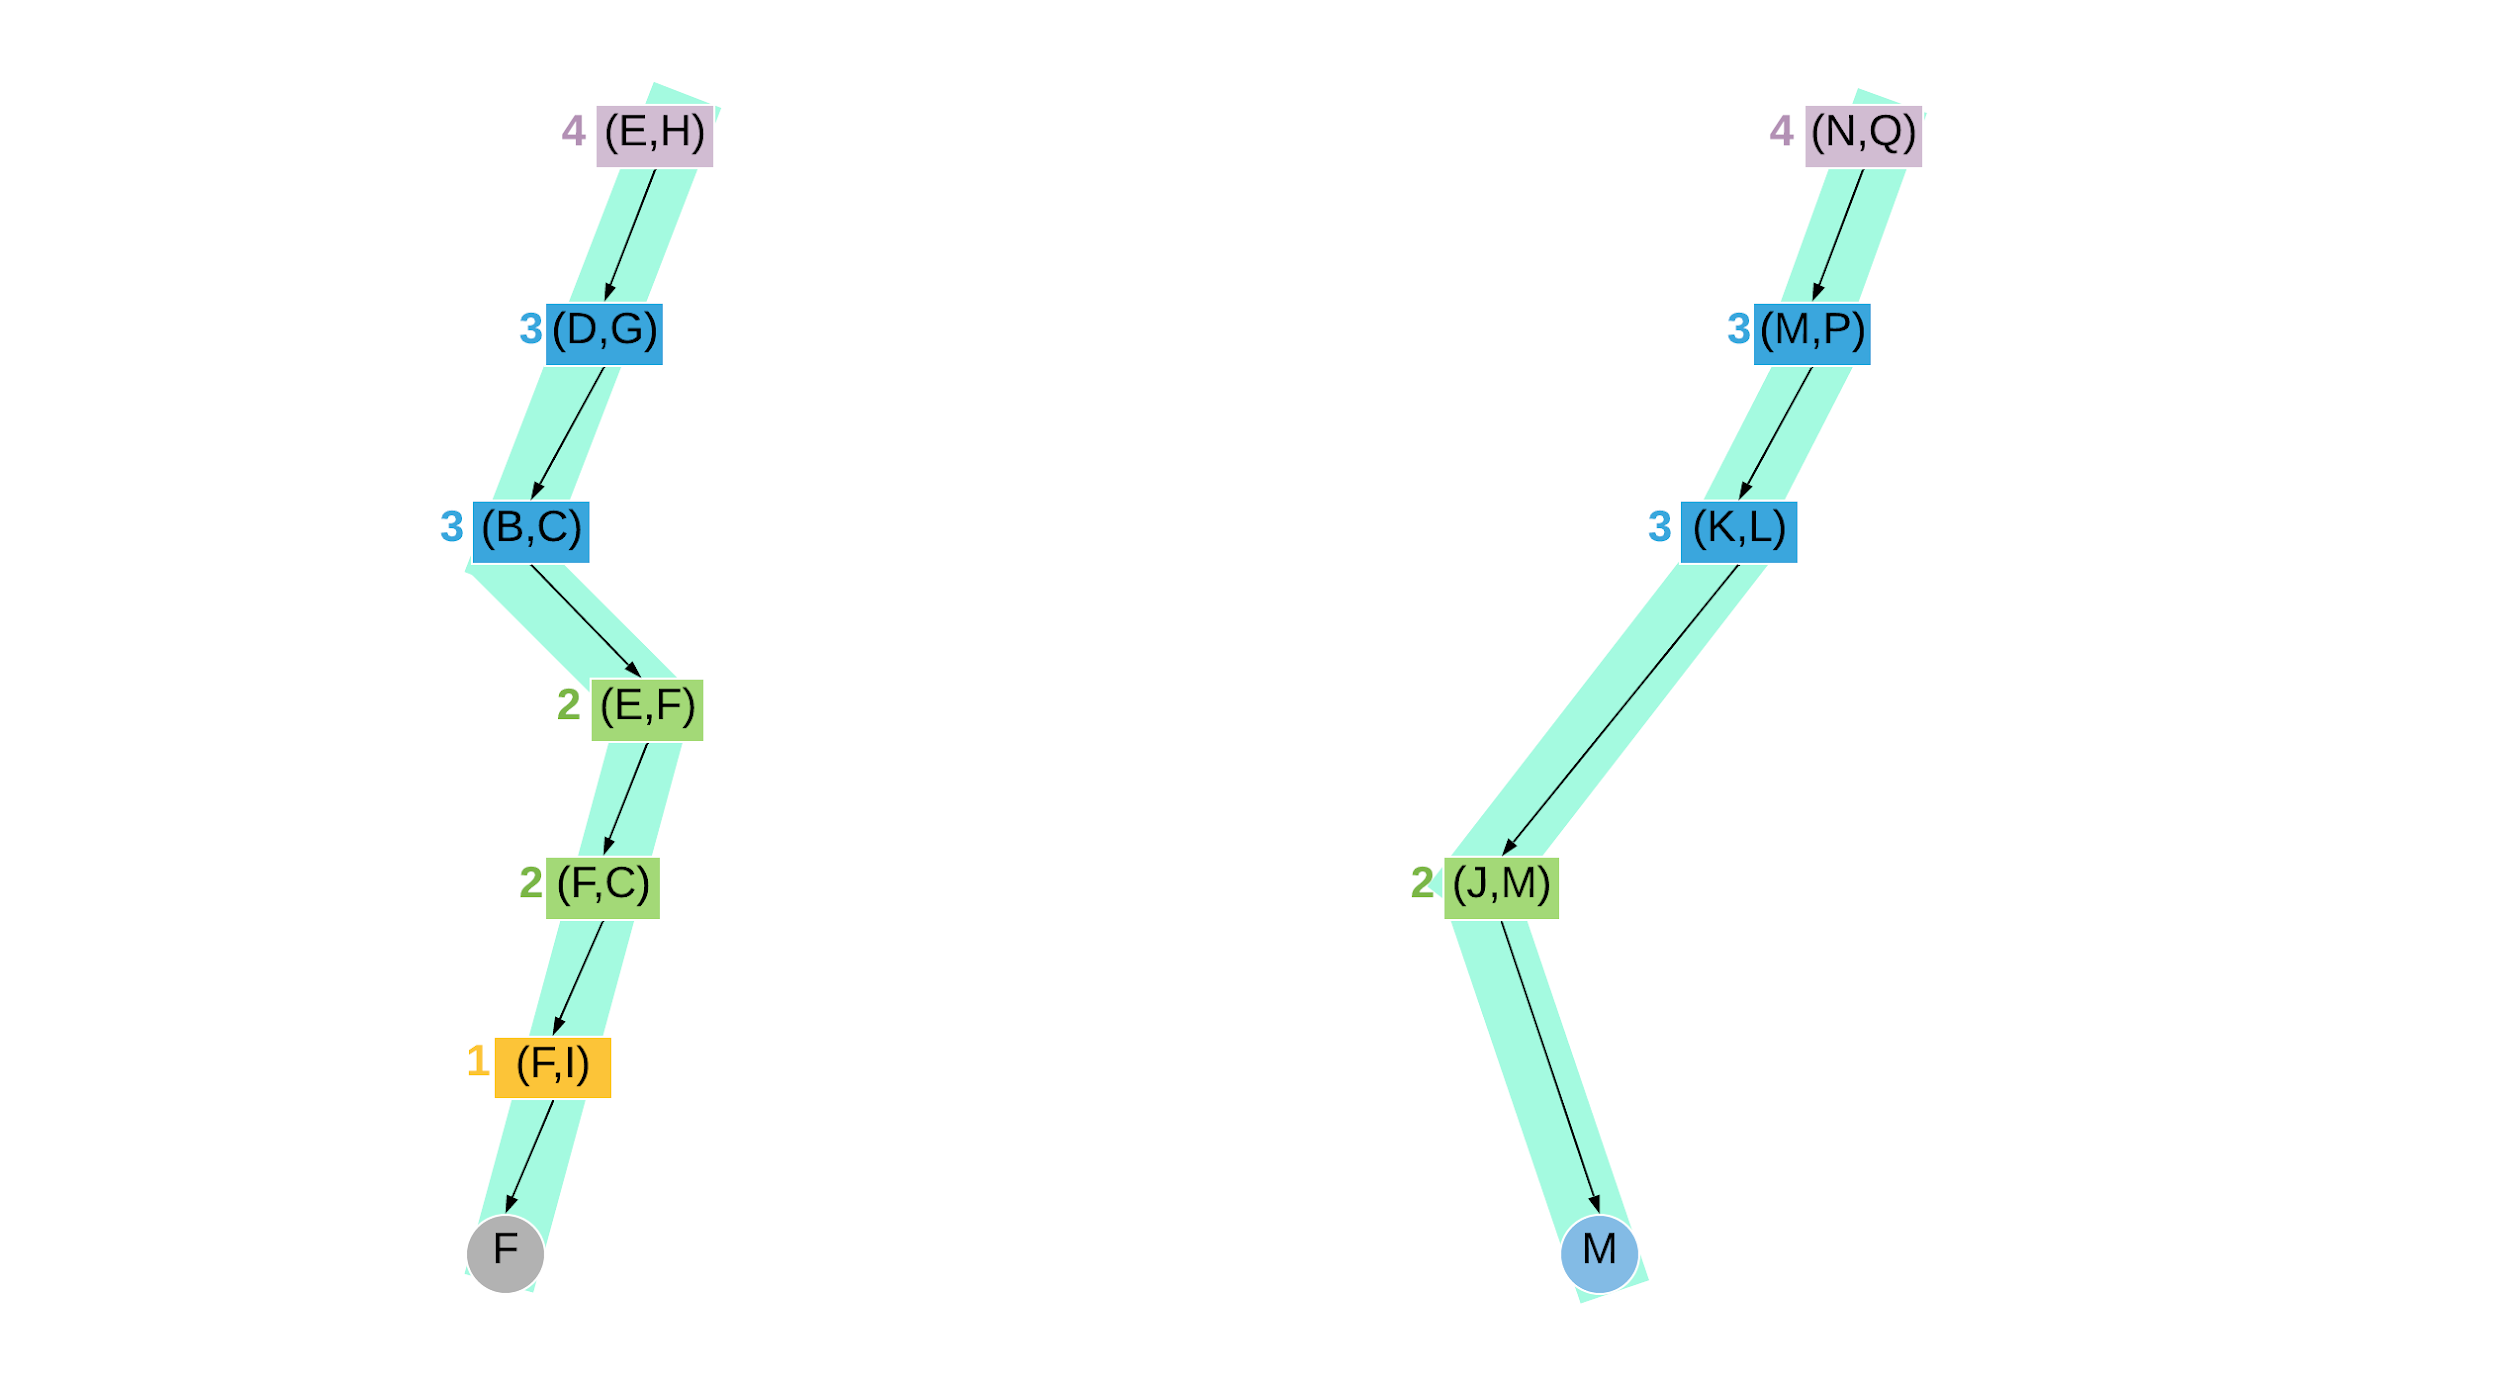 4 (E,H)
4 (N,Q)
3 (D,G)
3 (M,P)
3 (B,C)
3 (K,L)
2 (E,F)
2 (F,C)
2 (J,M)
1 (F,I)
F
M